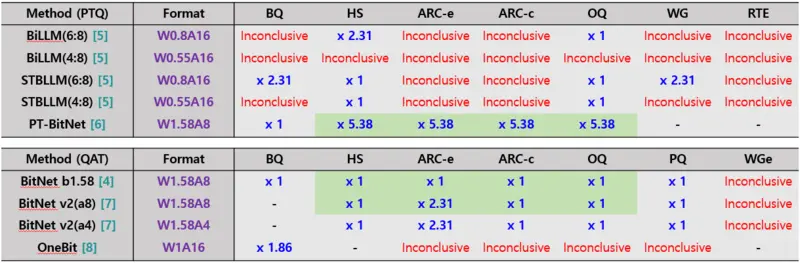 Method (PTQ) Format BQ HS ARC-e ARC-c OQ WG RTE
BiLLM(6:8) [5] W0.8A16 Inconclusive x 2.31 Inconclusive Inconclusive x 1 Inconclusive Inconclusive
BiLLM(4:8) [5] W0.55A16 Inconclusive Inconclusive Inconclusive Inconclusive Inconclusive Inconclusive Inconclusive
STBLLM(6:8) [5] W0.8A16 x 2.31 x 1 Inconclusive Inconclusive x 1 x 2.31 Inconclusive
STBLLM(4:8) [5] W0.55A16 Inconclusive x 1 Inconclusive Inconclusive x 1 Inconclusive Inconclusive
PT-BitNet [6] W1.58A8 x 1 x 5.38 x 5.38 x 5.38 x 5.38 - -
Method (QAT) Format BQ HS ARC-e ARC-c OQ PQ WGe
BitNet b1.58 [4] W1.58A8 x 1 x 1 x 1 x 1 x 1 x 1 Inconclusive
BitNet v2(a8) [7] W1.58A8 - x 1 x 2.31 x 1 x 1 x 1 Inconclusive
BitNet v2(a4) [7] W1.58A4 - x 1 x 2.31 x 1 x 1 x 1 Inconclusive
OneBit [8] W1A16 x 1.86 - Inconclusive Inconclusive Inconclusive Inconclusive -